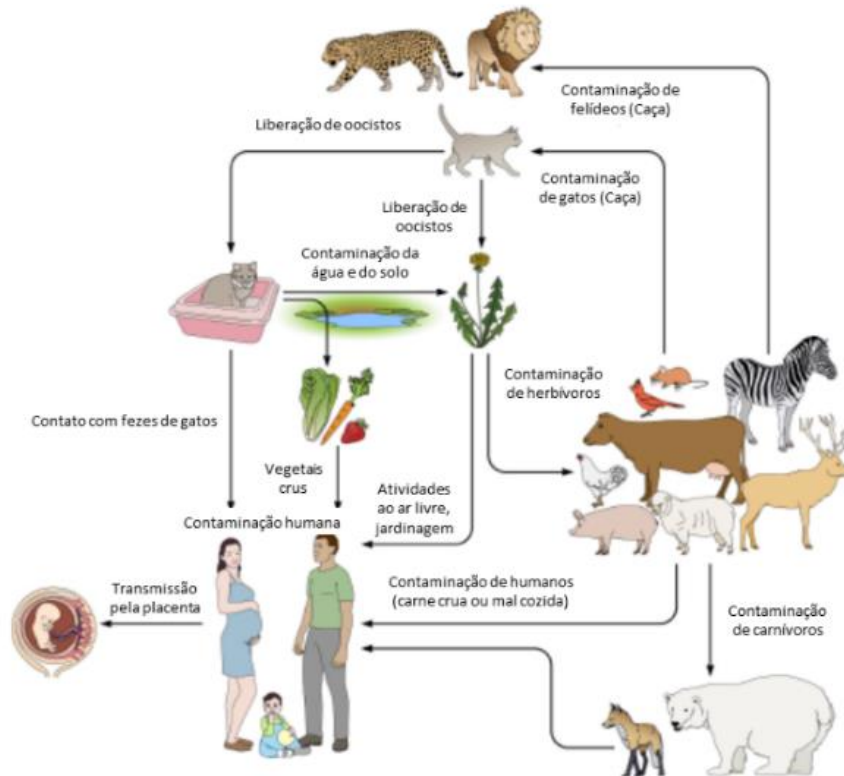 Contaminação de
felídeos (Caça)
Liberação de oocistos
Contaminação
de gatos (Caça)
Liberação de
oocistos
Contaminação da
água e do solo
Contaminação
de herbívoros
Contato com fezes de gatos
Vegetais
crus
Atividades
ao ar livre,
jardinagem
Contaminação humana
Transmissão
pela placenta
Contaminação de humanos
(carne crua ou mal cozida)
Contaminação
de carnívoros